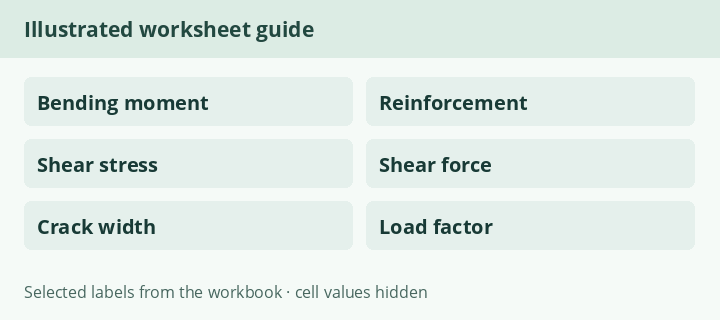 Illustrated worksheet guide
Bending moment
Reinforcement
Shear stress
Shear force
Crack width
Load factor
Selected labels from the workbook · cell values hidden